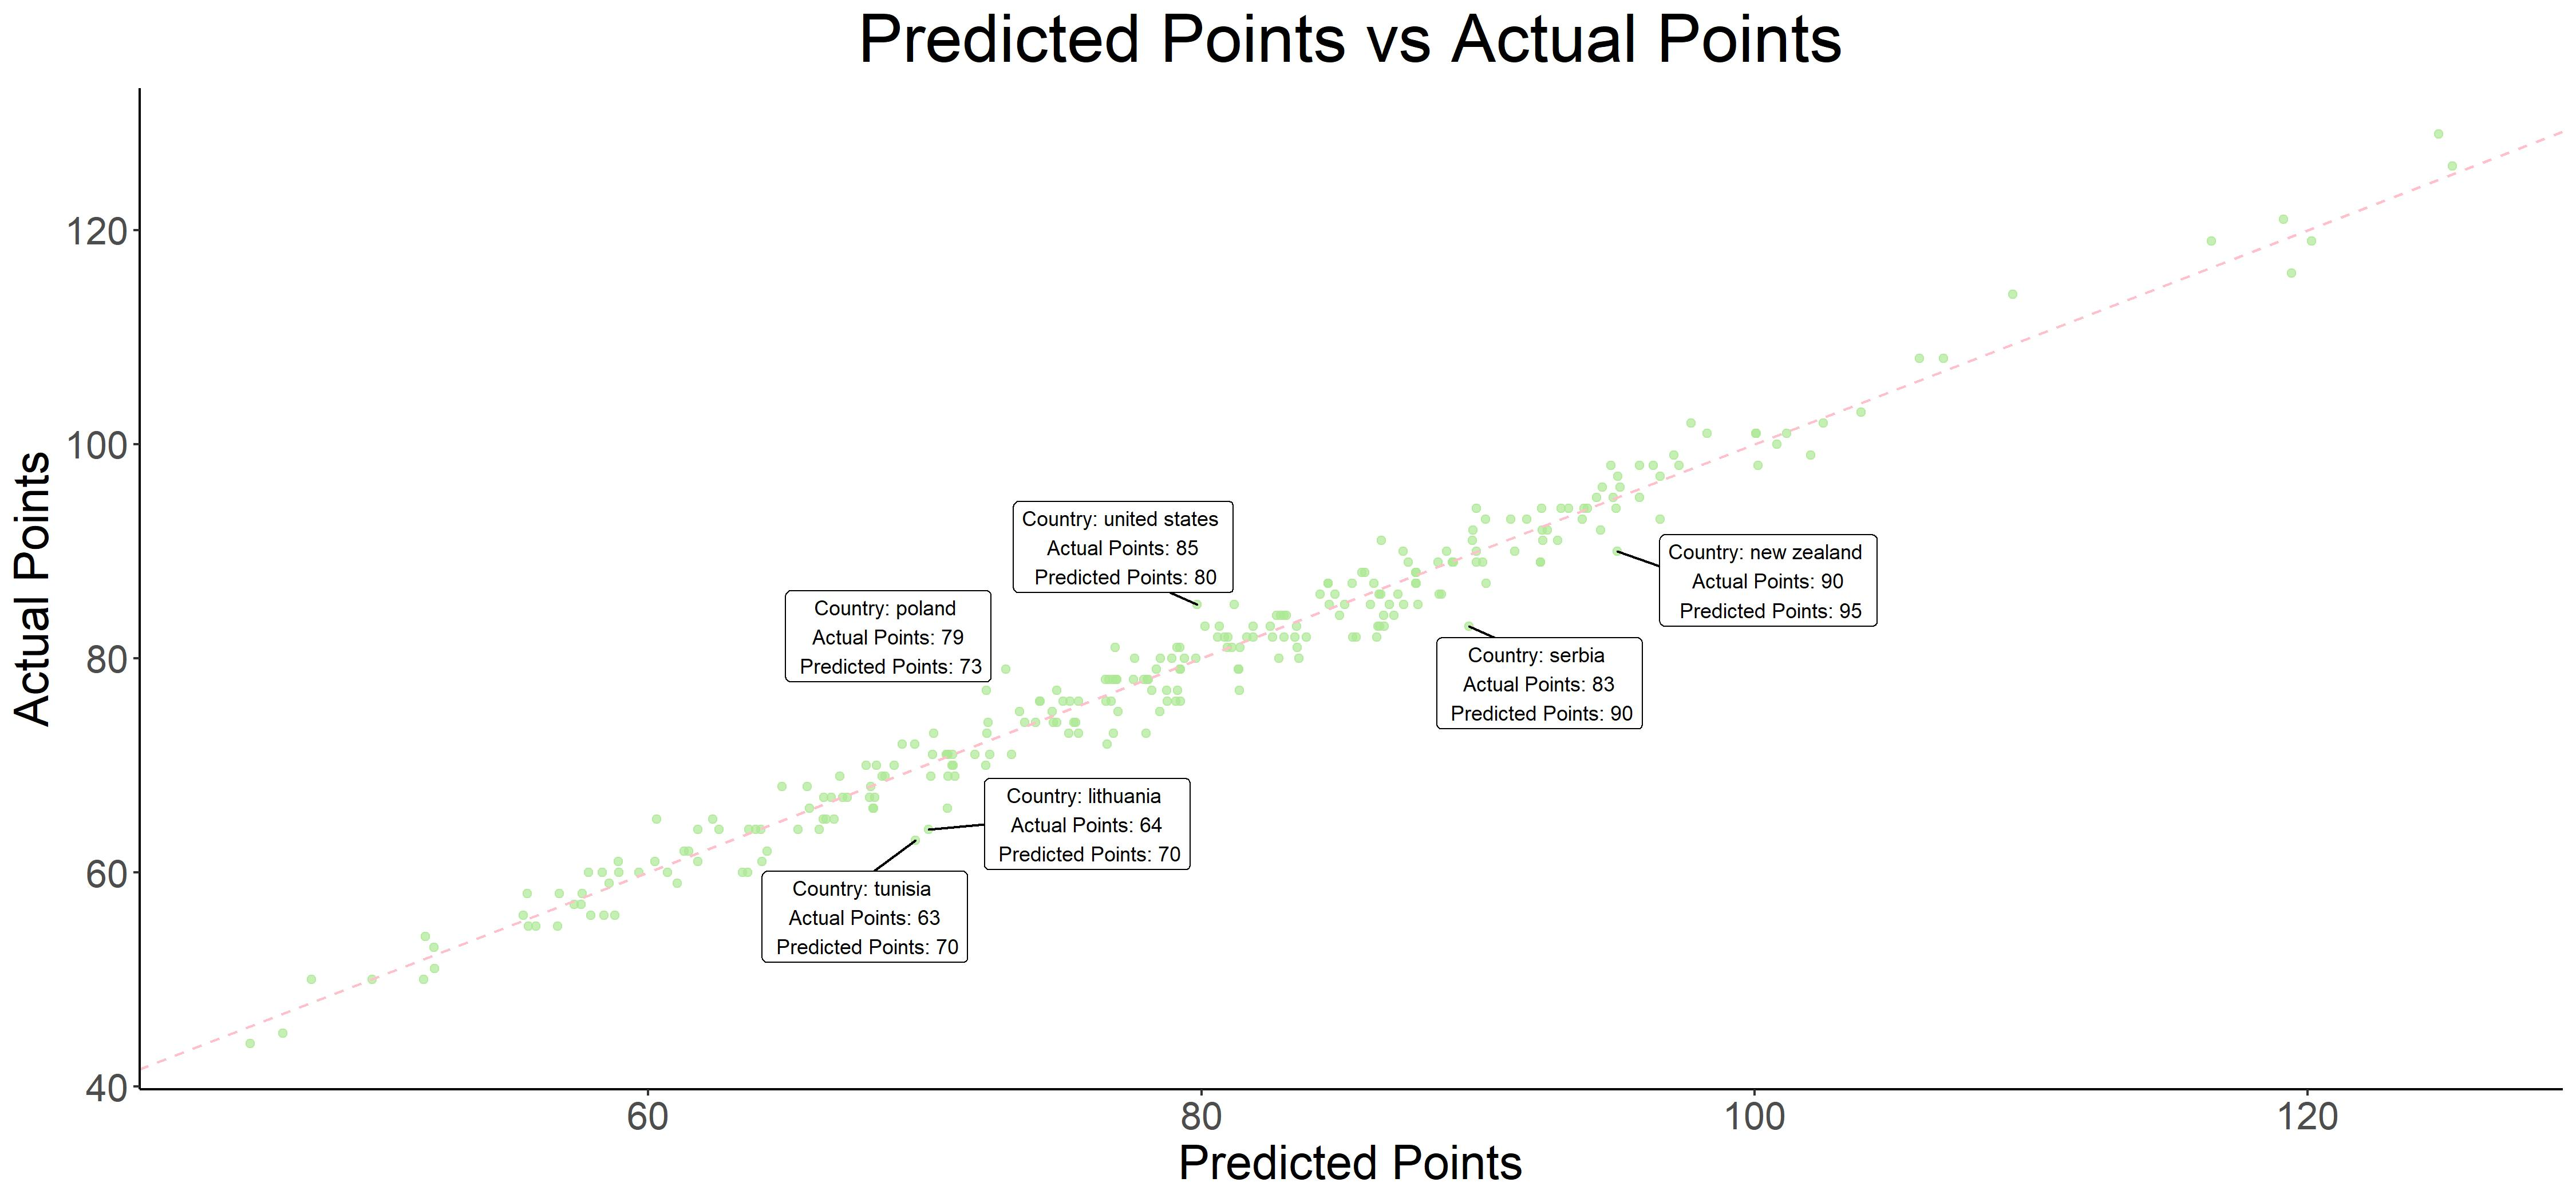 Predicted Points vs Actual Points
120
100
80
60
40
Actual Points
Country: united states
Actual Points: 85
Predicted Points: 80
Country: poland
Actual Points: 79
Predicted Points: 73
Country: new zealand
Actual Points: 90
Predicted Points: 95
Country: serbia
Actual Points: 83
Predicted Points: 90
Country: lithuania
Actual Points: 64
Predicted Points: 70
Country: tunisia
Actual Points: 63
Predicted Points: 70
60
80
100
120
Predicted Points